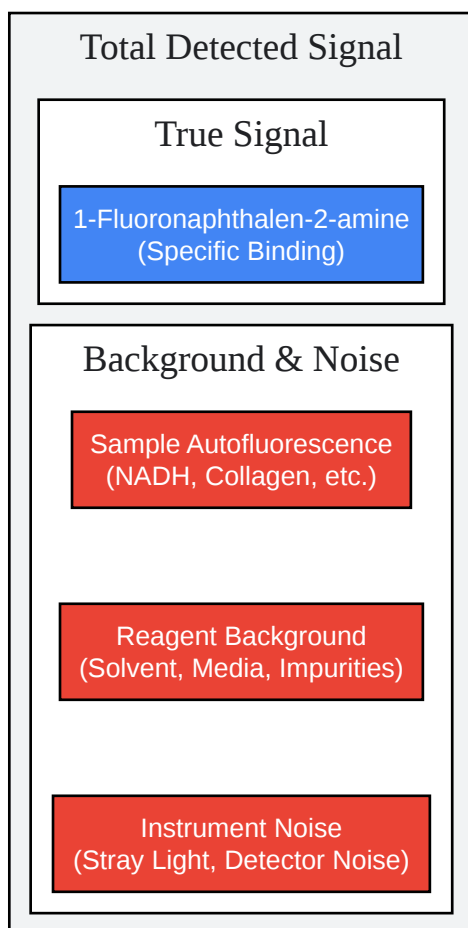 Total Detected Signal
True Signal
1-Fluoronaphthalen-2-amine
(Specific Binding)
Background & Noise
Sample Autofluorescence
(NADH, Collagen, etc.)
Reagent Background
(Solvent, Media, Impurities)
Instrument Noise
(Stray Light, Detector Noise)